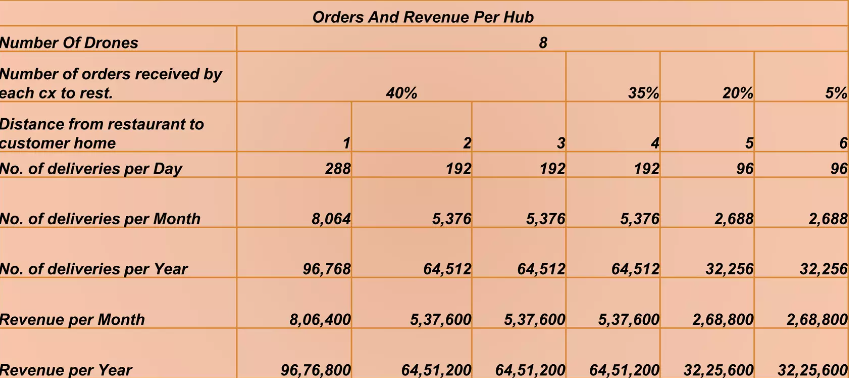 Orders And Revenue Per Hub
Number Of Drones 8
Number of orders received by
each cx to rest. 40% 35% 20% 5%
Distance from restaurant to
customer home 1 2 3 4 5 6
No. of deliveries per Day 288 192 192 192 96 96
No. of deliveries per Month 8,064 5,376 5,376 5,376 2,688 2,688
No. of deliveries per Year 96,768 64,512 64,512 64,512 32,256 32,256
Revenue per Month 8,06,400 5,37,600 5,37,600 5,37,600 2,68,800 2,68,800
Revenue per Year 96,76,800 64,51,200 64,51,200 64,51,200 32,25,600 32,25,600